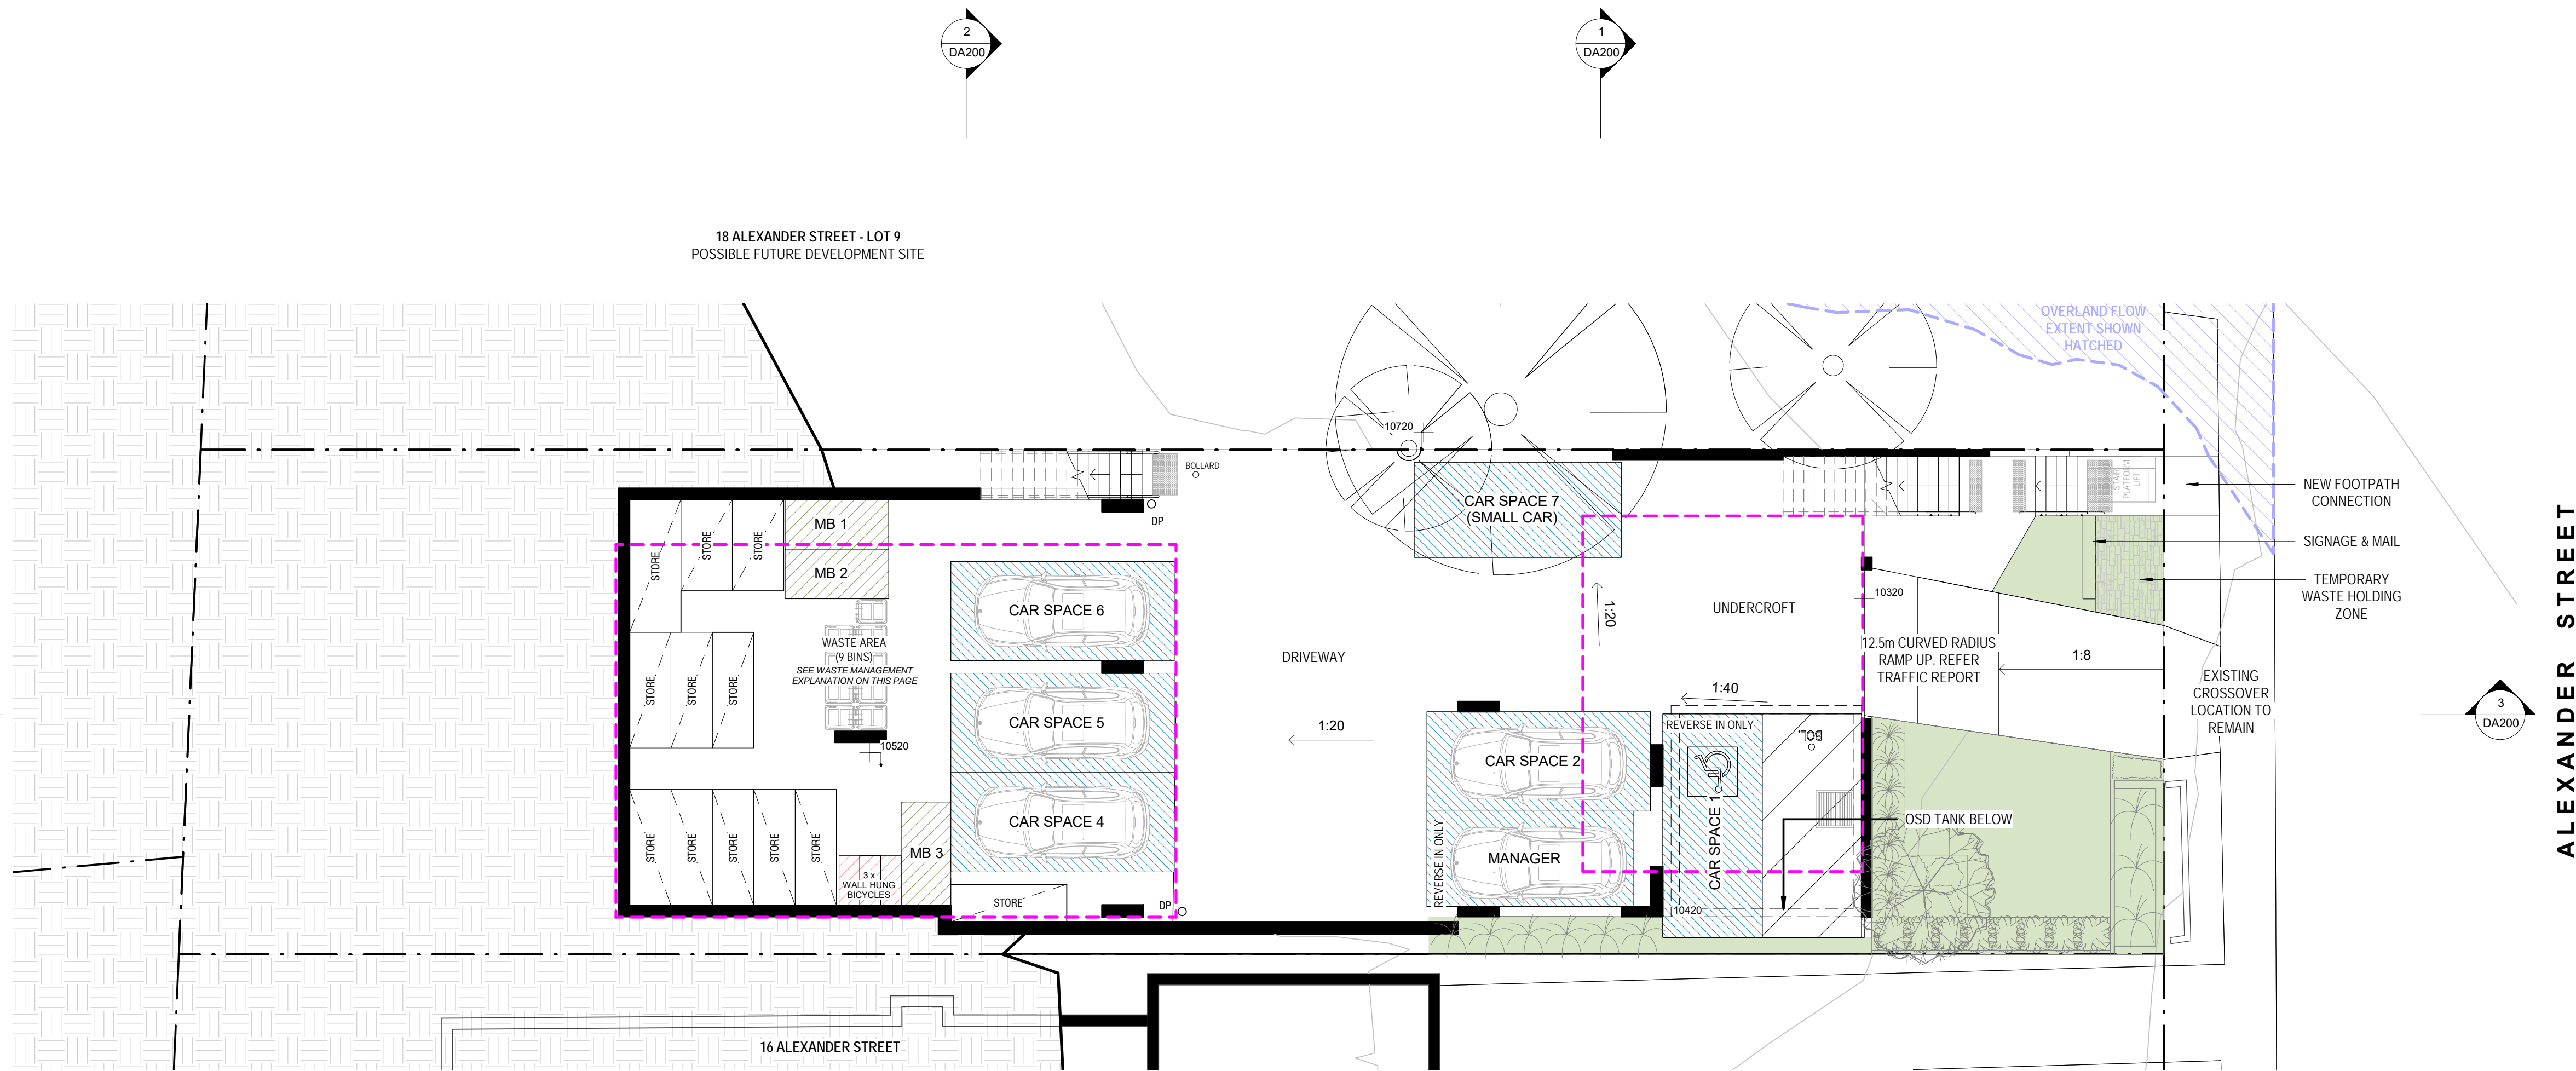 2
DA200
1
DA200
18 ALEXANDER STREET - LOT 9
POSSIBLE FUTURE DEVELOPMENT SITE
OVERLAND FLOW
EXTENT SHOWN
HATCHED
10720
BOLLARD
DP
CAR SPACE 7
(SMALL CAR)
STAIR
PLATFORM
LIFT
NEW FOOTPATH
CONNECTION
SIGNAGE & MAIL
TEMPORARY
WASTE HOLDING
ZONE
STORE
STORE
STORE
MB 1
MB 2
CAR SPACE 6
1:20
UNDERCROFT
10320
WASTE AREA
(9 BINS)
SEE WASTE MANAGEMENT
EXPLANATION ON THIS PAGE
DRIVEWAY
12.5m CURVED RADIUS
RAMP UP. REFER
TRAFFIC REPORT
1:8
EXISTING
CROSSOVER
LOCATION TO
REMAIN
STORE
STORE
STORE
CAR SPACE 5
1:20
1:40
REVERSE IN ONLY
BOL.
3
DA200
ALEXANDER STREET
10520
CAR SPACE 2
CAR SPACE 4
OSD TANK BELOW
STORE
STORE
STORE
STORE
STORE
MB 3
3 x
WALL HUNG
BICYCLES
REVERSE IN ONLY
MANAGER
CAR SPACE 1
STORE
DP
10420
16 ALEXANDER STREET